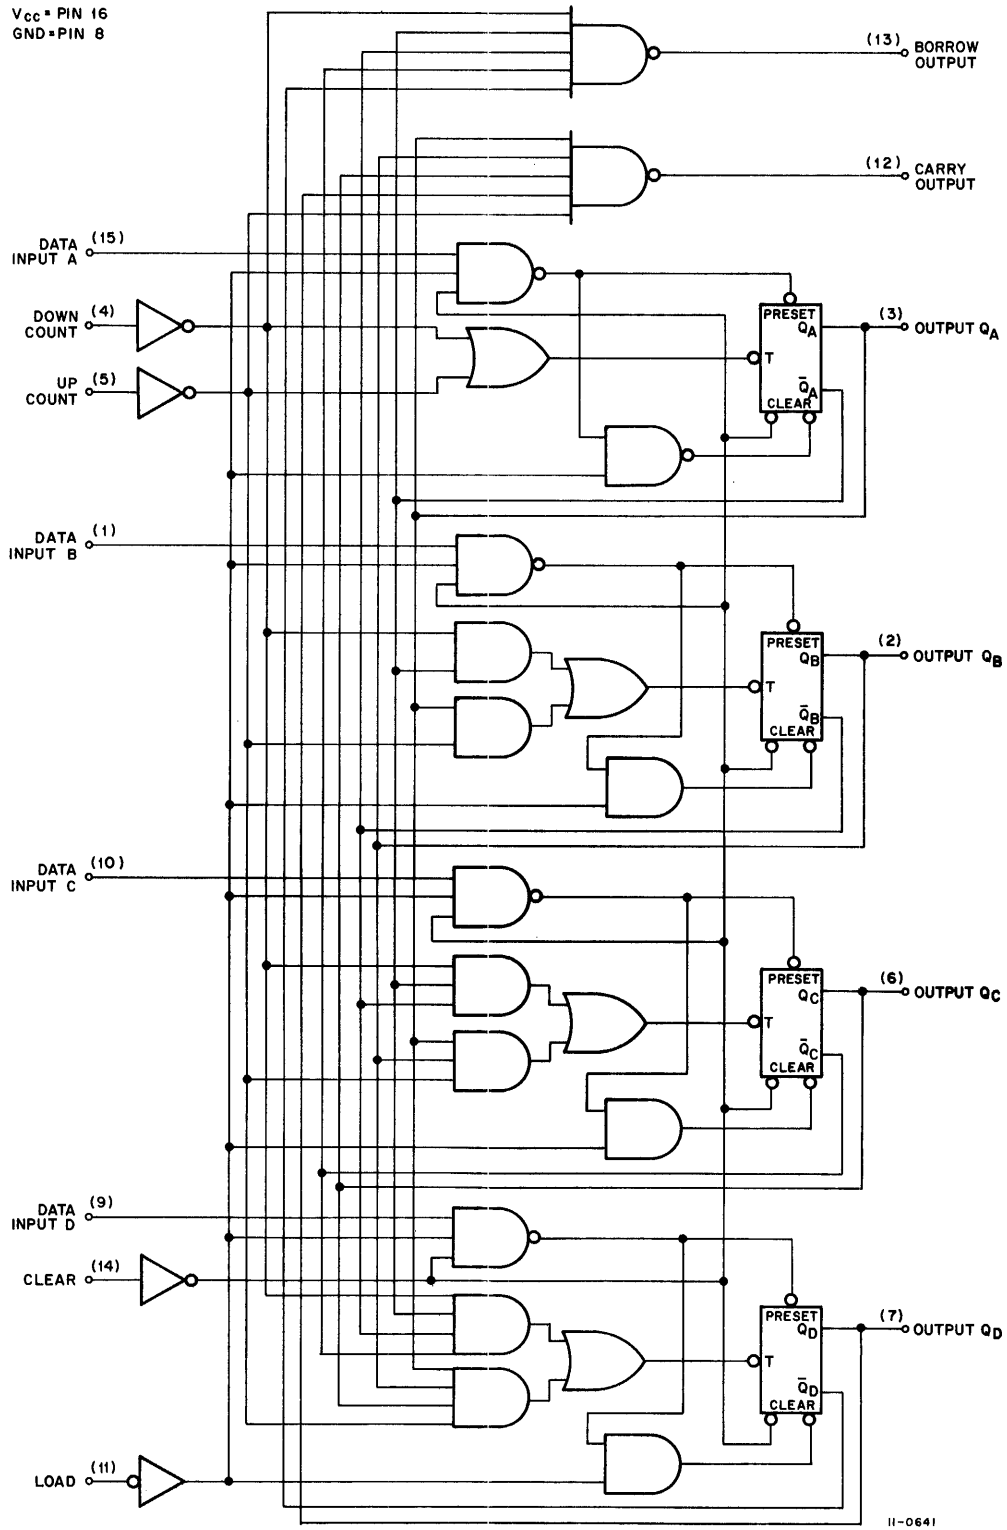 VCC = PIN 16
GND = PIN 8
(13)
BORROW
OUTPUT
(12)
CARRY
OUTPUT
DATA
INPUT A
(15)
DOWN
COUNT
(4)
PRESET
QA
(3)
OUTPUT QA
T
UP
COUNT
(5)
Q̅A
CLEAR
DATA
INPUT B
(1)
PRESET
QB
(2)
OUTPUT QB
T
Q̅B
CLEAR
DATA
INPUT C
(10)
PRESET
QC
(6)
OUTPUT QC
T
Q̅C
CLEAR
DATA
INPUT D
(9)
CLEAR
(14)
PRESET
QD
(7)
OUTPUT QD
T
Q̅D
CLEAR
LOAD
(11)
11-0641